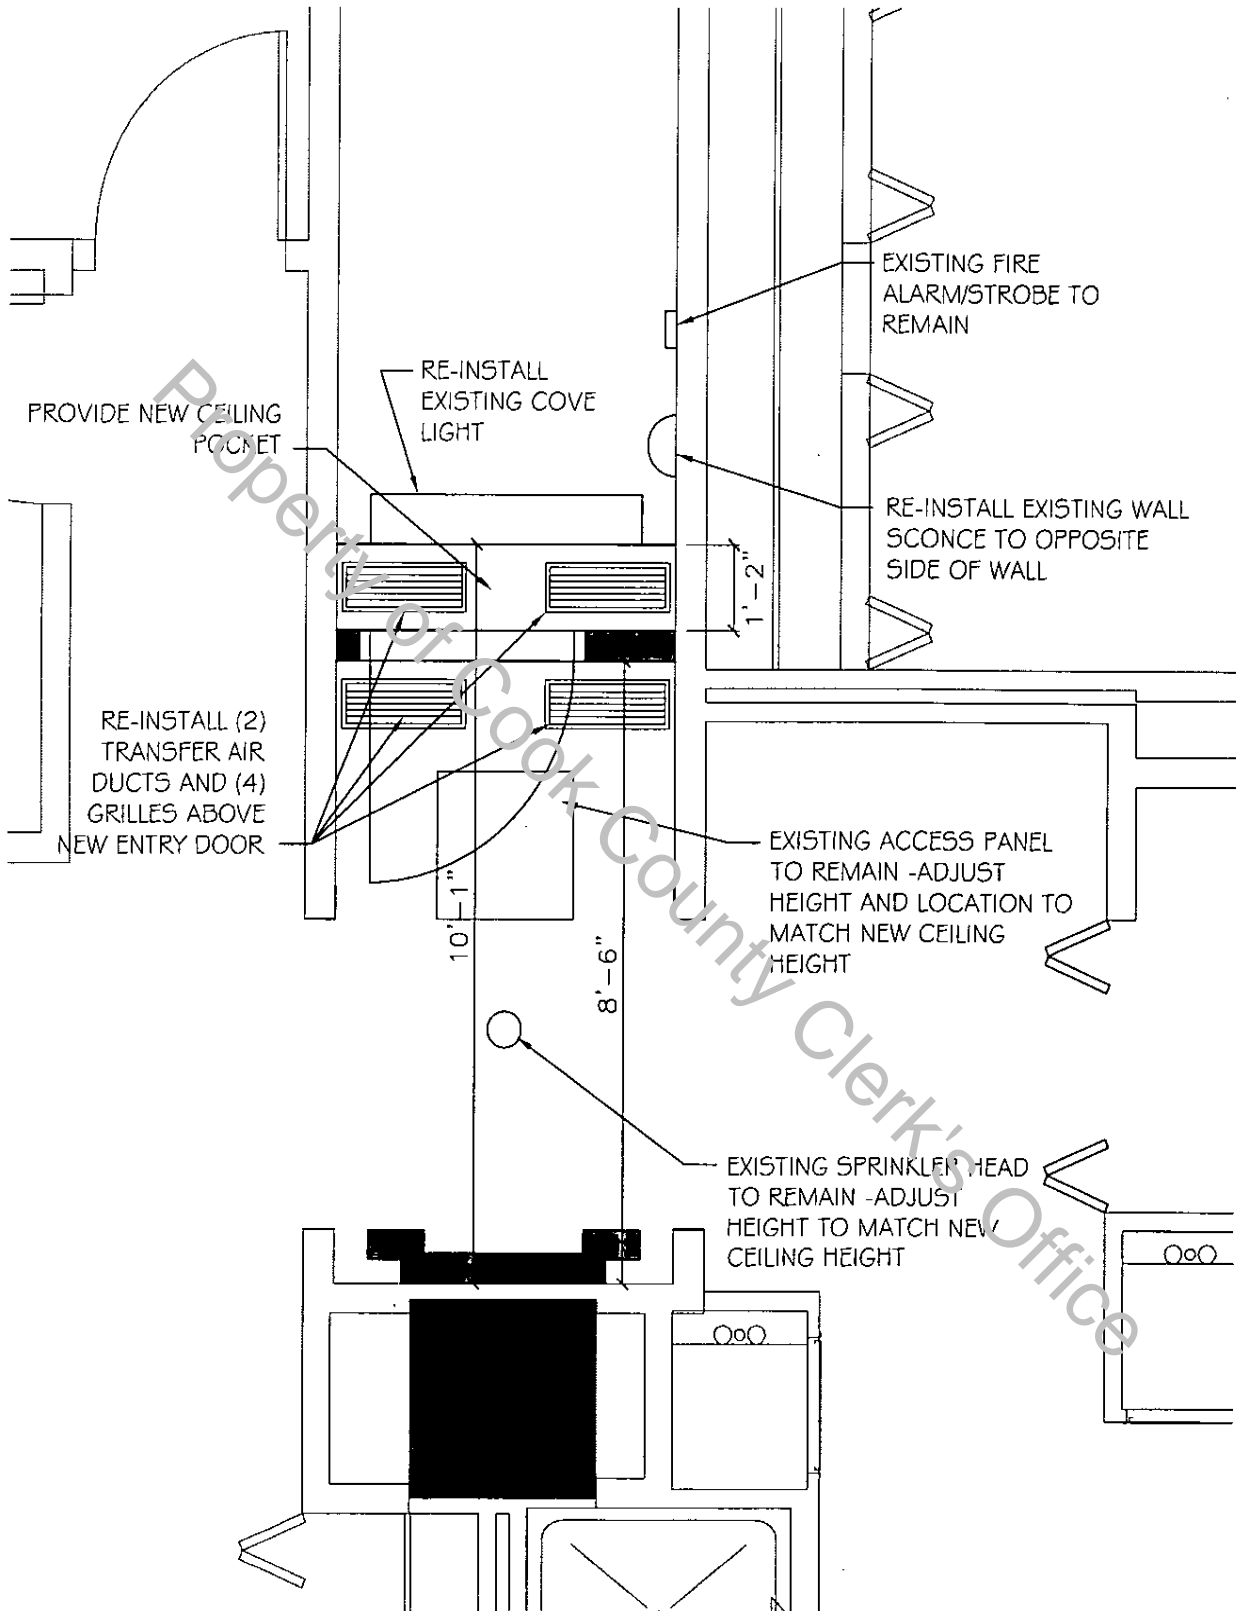 EXISTING FIRE
ALARM/STROBE TO
REMAIN
RE-INSTALL
EXISTING COVE
LIGHT
PROVIDE NEW CEILING
POCKET
RE-INSTALL EXISTING WALL
SCONCE TO OPPOSITE
SIDE OF WALL
1'-2"
RE-INSTALL (2)
TRANSFER AIR
DUCTS AND (4)
GRILLES ABOVE
NEW ENTRY DOOR
EXISTING ACCESS PANEL
TO REMAIN -ADJUST
HEIGHT AND LOCATION TO
MATCH NEW CEILING
HEIGHT
10'-1"
8'-6"
EXISTING SPRINKLER HEAD
TO REMAIN -ADJUST
HEIGHT TO MATCH NEW
CEILING HEIGHT
Property of Cook County Clerk's Office